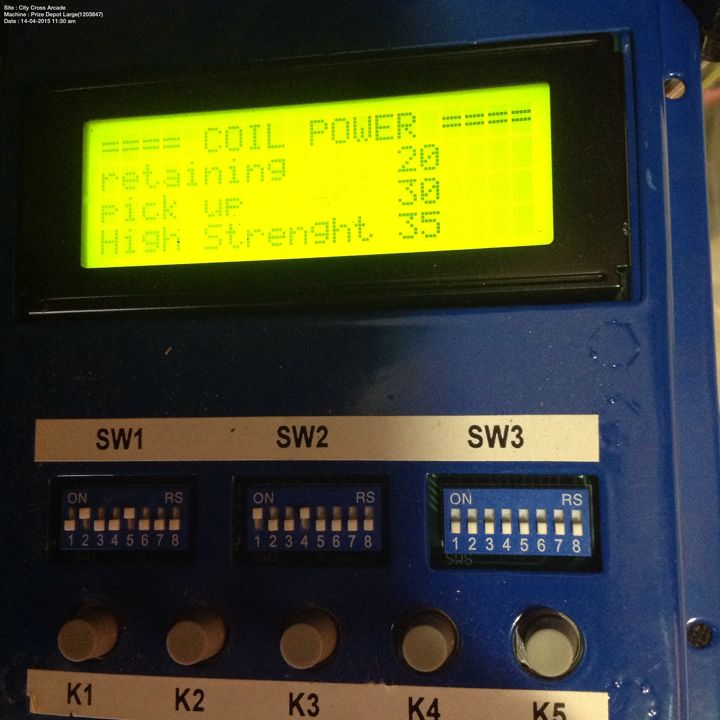 Site : City Cross Arcade
Machine : Prize Depot Large(1203847)
Date : 14-04-2015 11:30 am
==== COIL POWER ====
retaining 20
pick up 30
High Strenght 35
SW1 SW2 SW3
ON RS ON RS ON RS
1 2 3 4 5 6 7 8 1 2 3 4 5 6 7 8 1 2 3 4 5 6 7 8
K1 K2 K3 K4 K5